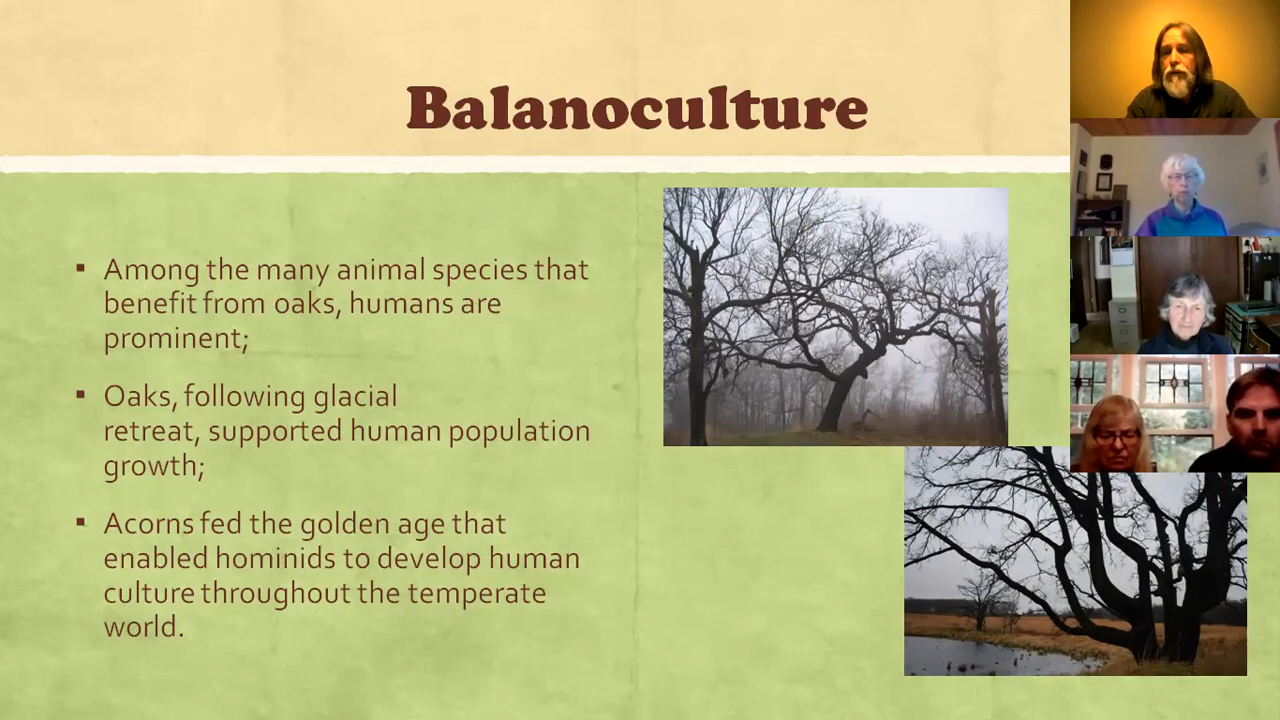 Balanoculture
▪ Among the many animal species that
benefit from oaks, humans are
prominent;
▪ Oaks, following glacial
retreat, supported human population
growth;
▪ Acorns fed the golden age that
enabled hominids to develop human
culture throughout the temperate
world.